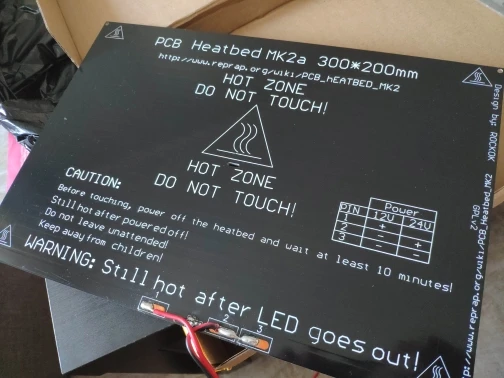 PCB Heatbed MK2a 300*200mm
http://www.reprap.org/wiki/PCB_hEATBED_MK2
HOT ZONE
DO NOT TOUCH!
HOT ZONE
DO NOT TOUCH!
CAUTION:
Before touching, power off the heatbed and wait at least 10 minutes!
Still hot after powered off!
Do not leave unattended!
Keep away from children!
Power
PIN 12V 24V
1 + +
2 -
3 - -
WARNING: Still hot after LED goes out!
1 2 3
Design by: ROCKDK
GPLv2
http://www.reprap.org/wiki/PCB_Heatbed_MK2